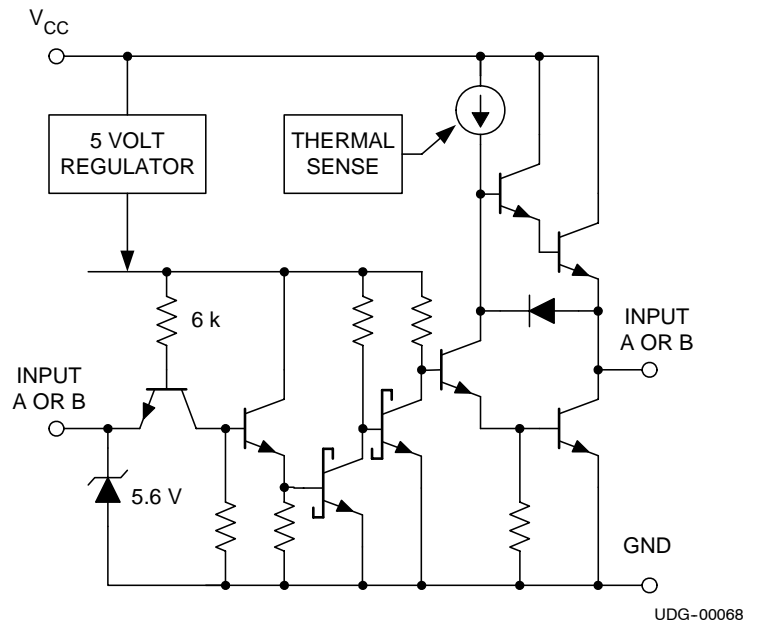 VCC
5 VOLT
REGULATOR
THERMAL
SENSE
6 k
INPUT
A OR B
INPUT
A OR B
5.6 V
GND
UDG-00068